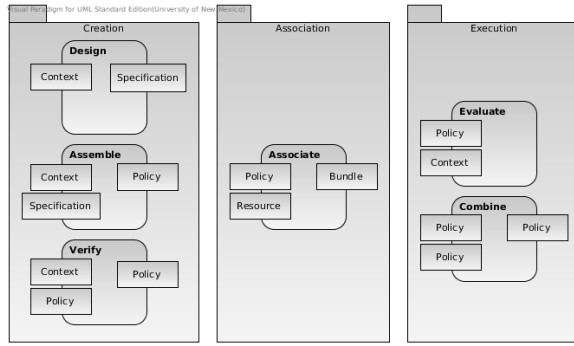 Visual Paradigm for UML Standard Edition(University of New Mexico)
Creation
Design
Context
Specification
Assemble
Context
Policy
Specification
Verify
Context
Policy
Policy
Association
Associate
Policy
Bundle
Resource
Execution
Evaluate
Policy
Context
Combine
Policy
Policy
Policy